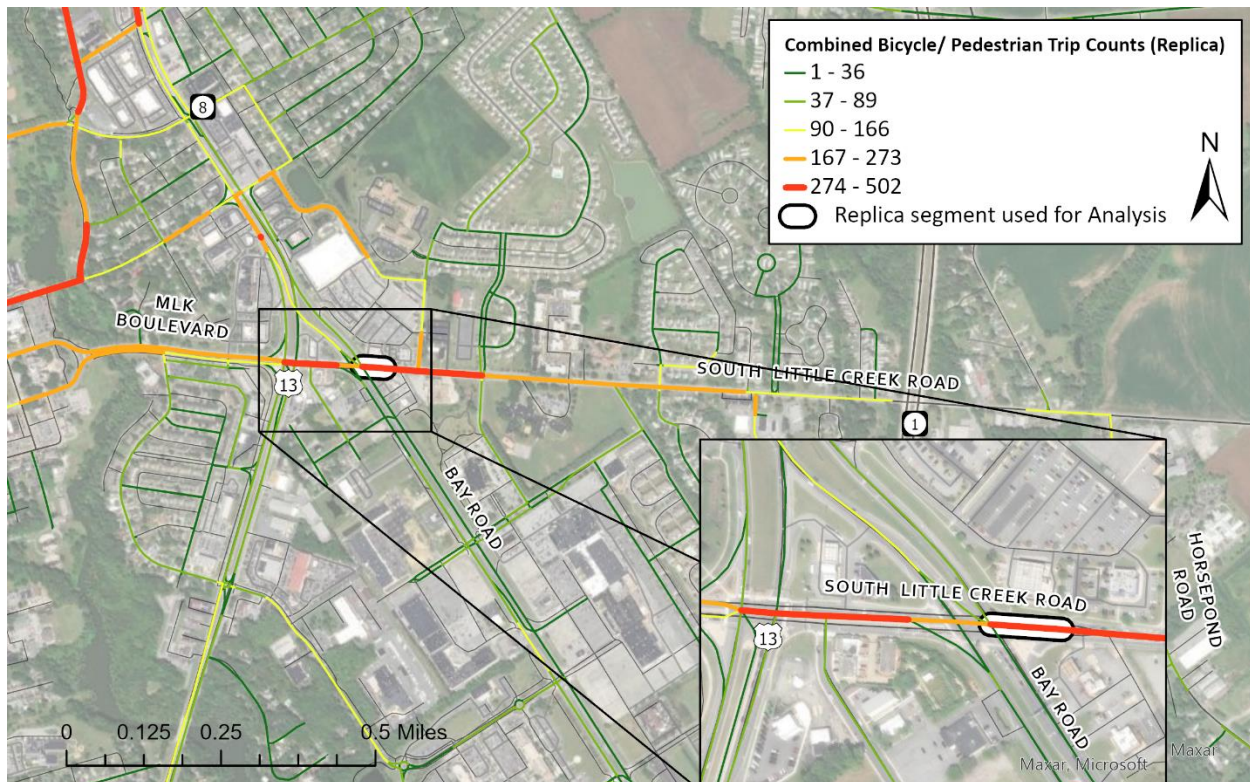 Combined Bicycle/ Pedestrian Trip Counts (Replica)
1 - 36
37 - 89
90 - 166
167 - 273
274 - 502
Replica segment used for Analysis
N
8
MLK
BOULEVARD
13
SOUTH LITTLE CREEK ROAD
1
BAY ROAD
SOUTH LITTLE CREEK ROAD
13
BAY ROAD
HORSEPOND
ROAD
0 0.125 0.25 0.5 Miles
Maxar
Maxar, Microsoft